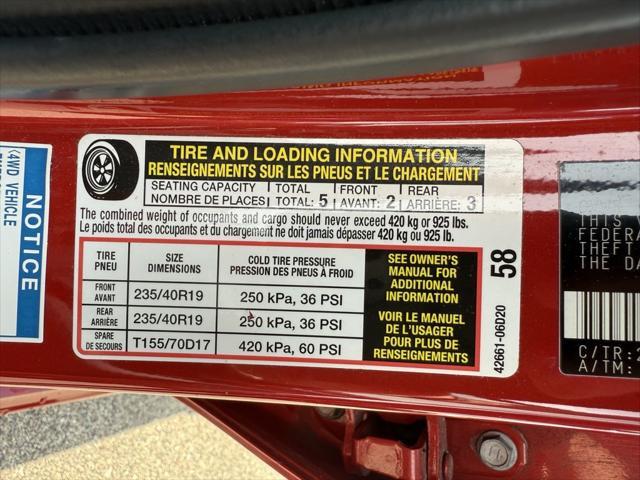 TIRE AND LOADING INFORMATION
RENSEIGNEMENTS SUR LES PNEUS ET LE CHARGEMENT
SEATING CAPACITY TOTAL FRONT REAR
NOMBRE DE PLACES TOTAL: 5 AVANT: 2 ARRIÈRE: 3
The combined weight of occupants and cargo should never exceed 420 kg or 925 lbs.
Le poids total des occupants et du chargement ne doit jamais dépasser 420 kg ou 925 lb.
TIRE SIZE COLD TIRE PRESSURE
PNEU DIMENSIONS PRESSION DES PNEUS À FROID
FRONT
AVANT 235/40R19 250 kPa, 36 PSI
REAR
ARRIÈRE 235/40R19 250 kPa, 36 PSI
SPARE
DE SECOURS T155/70D17 420 kPa, 60 PSI
SEE OWNER'S
MANUAL FOR
ADDITIONAL
INFORMATION
VOIR LE MANUEL
DE L'USAGER
POUR PLUS DE
RENSEIGNEMENTS
42661-06D20
58
NOTICE
(4WD VEHICLE
THIS
FEDERA
THEFT
THE DA
C/TR:2
A/TM: